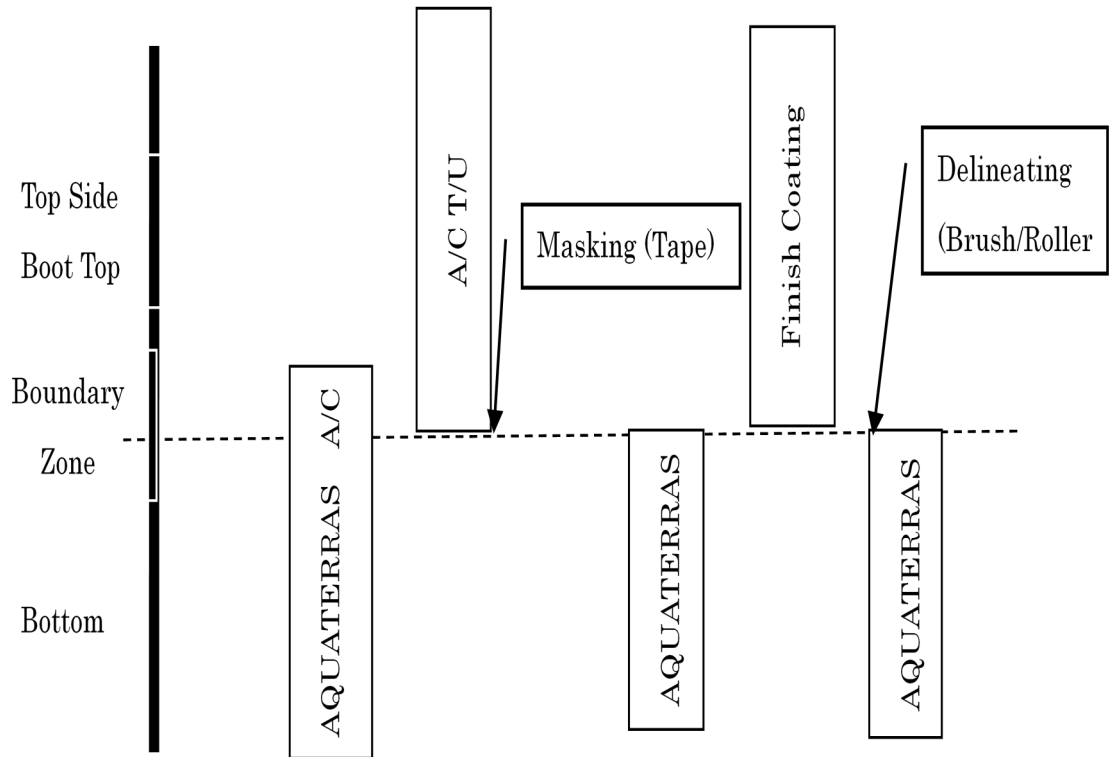 Top Side
Boot Top
Boundary
Zone
Bottom
AQUATERRAS A/C
A/C T/U
Masking (Tape)
AQUATERRAS
Finish Coating
AQUATERRAS
Delineating
(Brush/Roller